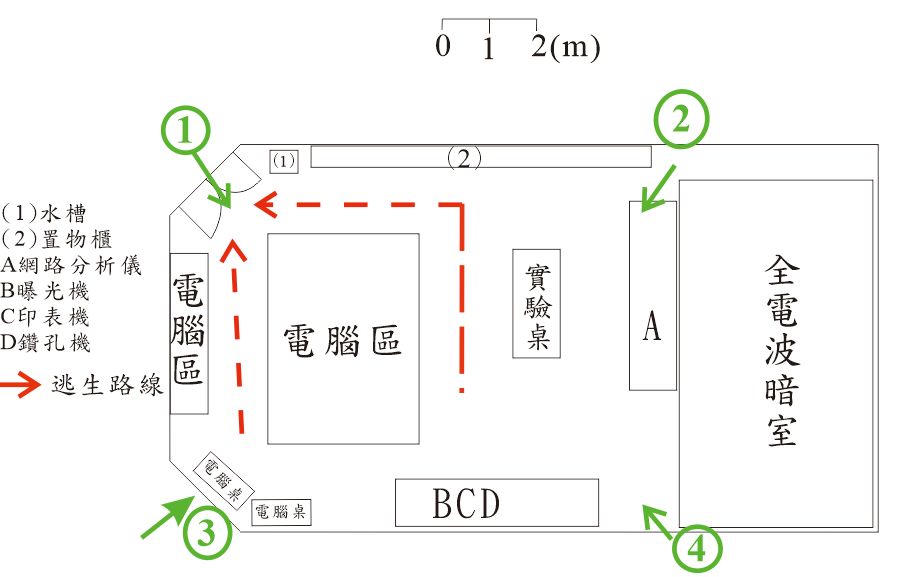 0 1 2(m)
1
2
(1)
(2)
(1)水槽
(2)置物櫃
A網路分析儀
B曝光機
C印表機
D鑽孔機
逃生路線
電腦區
電腦區
實驗桌
A
全電波暗室
電腦桌
電腦桌
BCD
3
4